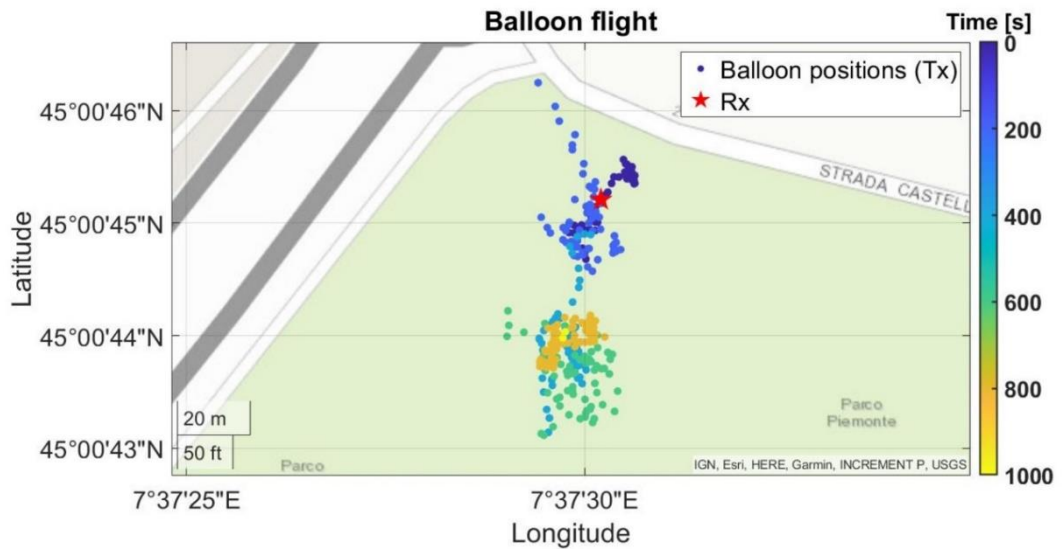 Balloon flight
Time [s]
Balloon positions (Tx)
Rx
0
200
400
600
800
1000
45°00'46"N
45°00'45"N
45°00'44"N
45°00'43"N
Latitude
STRADA CASTELL
Parco
Piemonte
20 m
50 ft
Parco
IGN, Esri, HERE, Garmin, INCREMENT P, USGS
7°37'25"E
7°37'30"E
Longitude